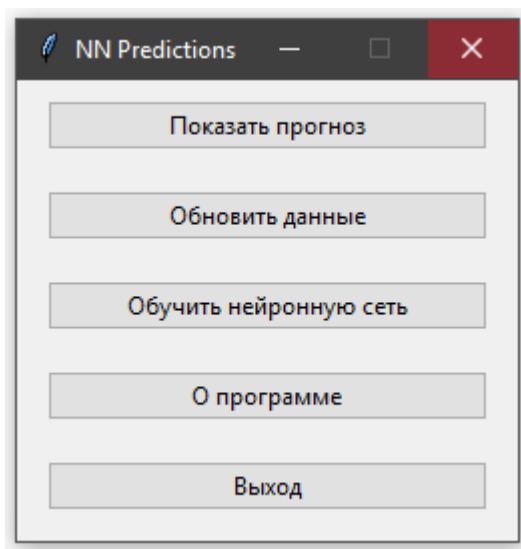 NN Predictions
Показать прогноз
Обновить данные
Обучить нейронную сеть
О программе
Выход